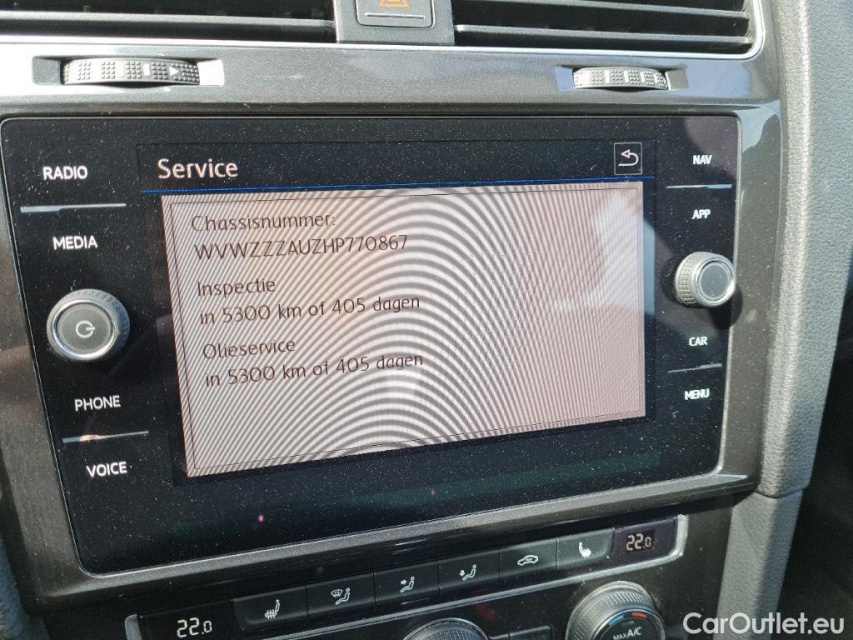 RADIO
Service
NAV
MEDIA
APP
Chassisnummer:
WVWZZZAUZHP770867
Inspectie
in 5300 km of 405 dagen
Olieservice
in 5300 km of 405 dagen
CAR
PHONE
MENU
VOICE
22.0
22.0
MAX A/C
CarOutlet.eu